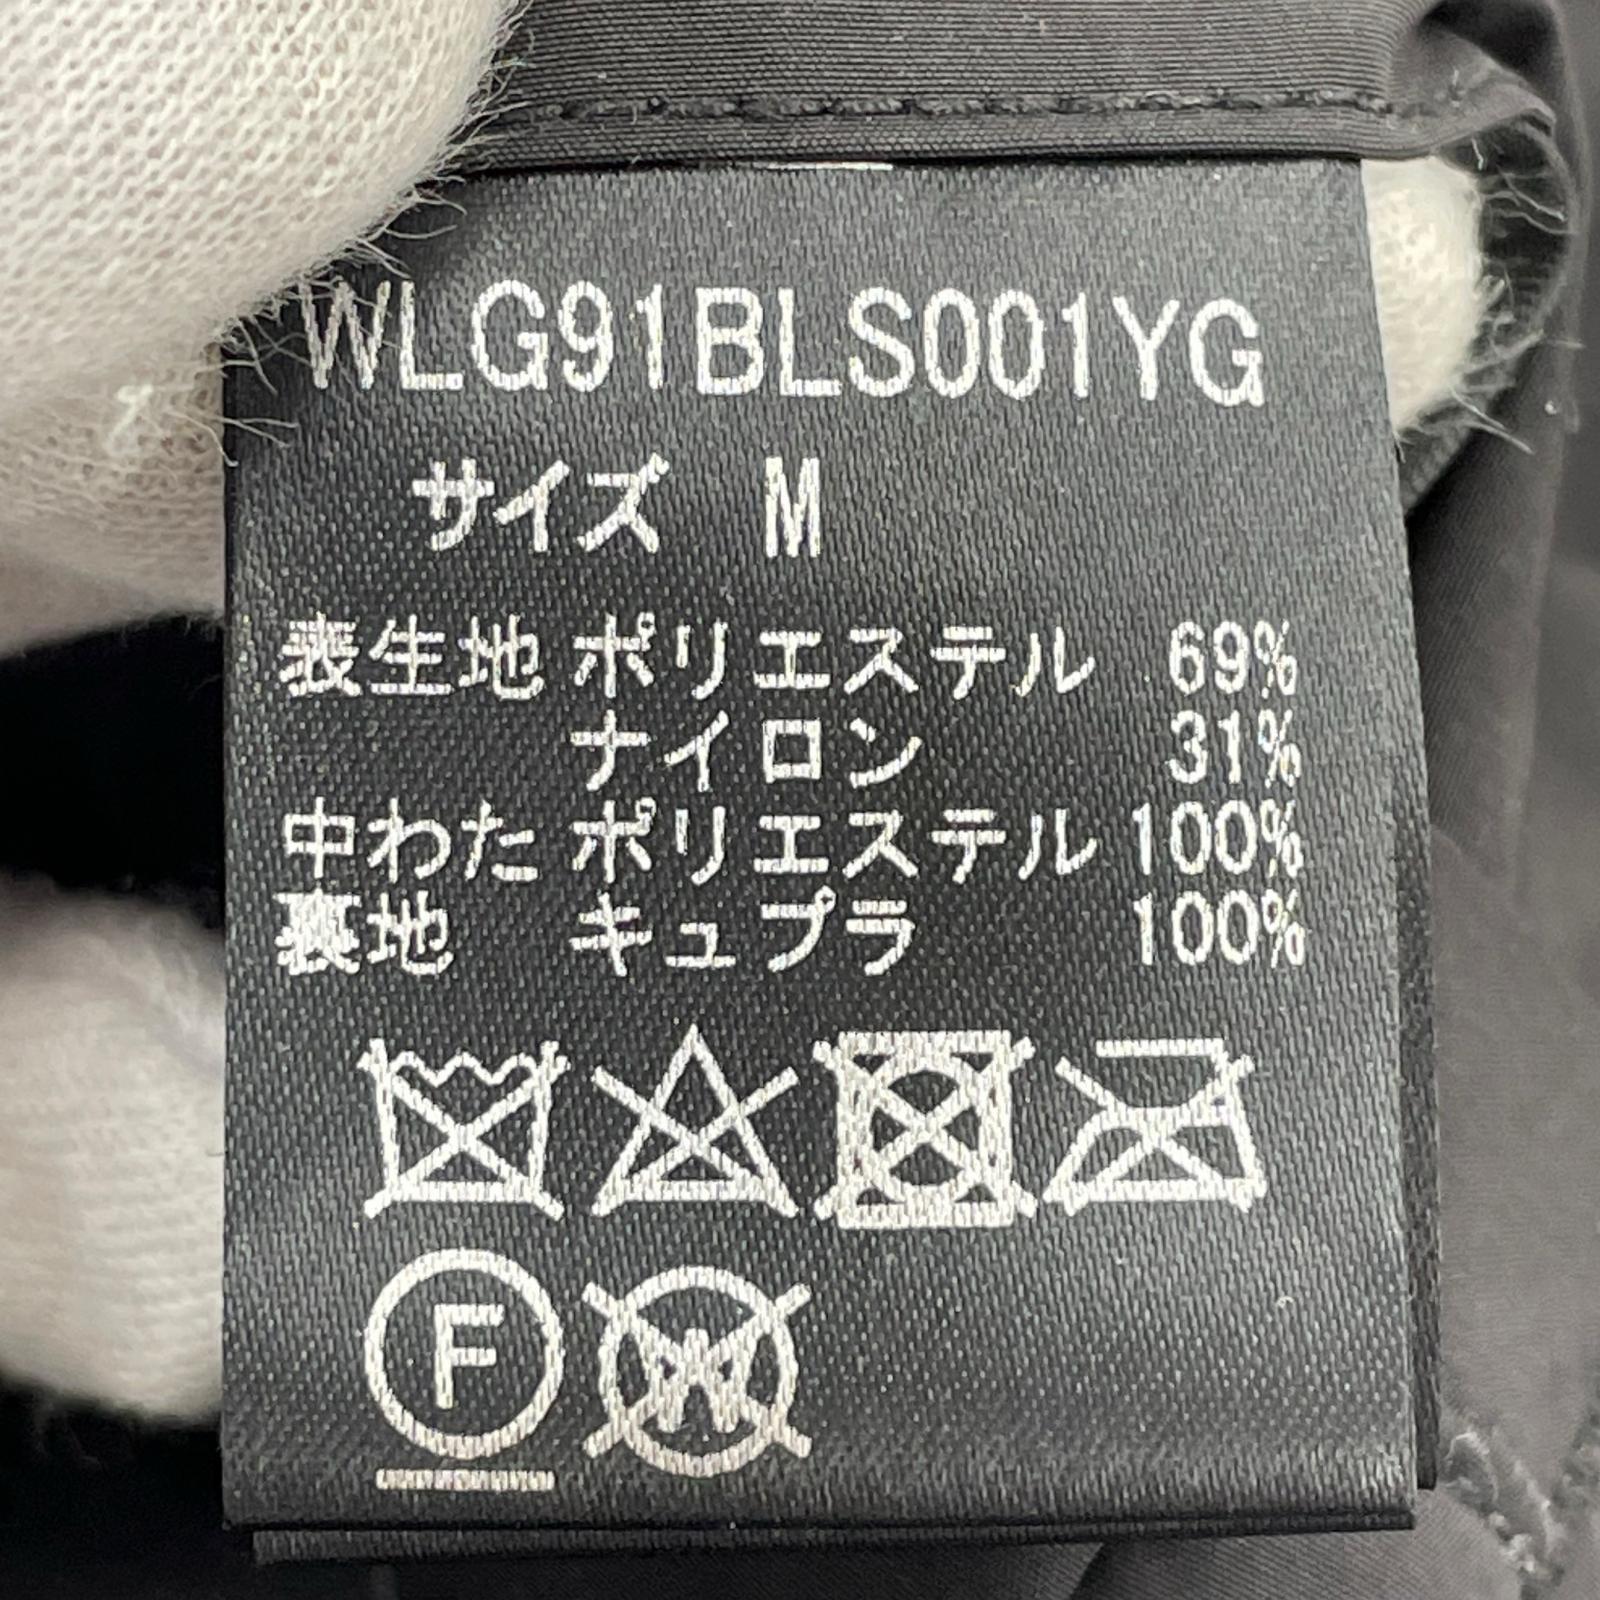 WLG91BLS001YG
サイズ M
表生地 ポリエステル 69%
ナイロン 31%
中わた ポリエステル 100%
裏地 キュプラ 100%
F
W